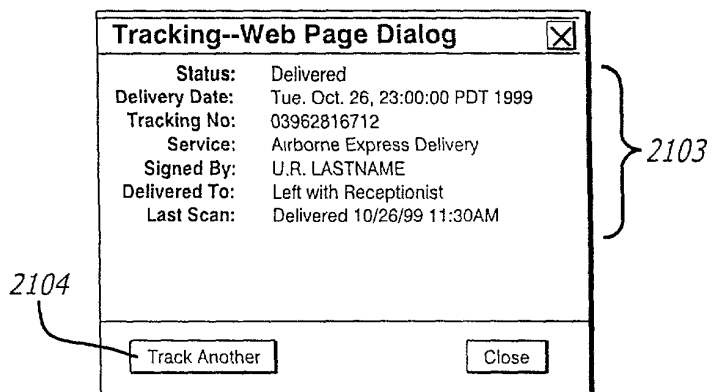 Tracking--Web Page Dialog
Status: Delivered
Delivery Date: Tue. Oct. 26, 23:00:00 PDT 1999
Tracking No: 03962816712
Service: Airborne Express Delivery
Signed By: U.R. LASTNAME
Delivered To: Left with Receptionist
Last Scan: Delivered 10/26/99 11:30AM
2103
2104
Track Another
Close